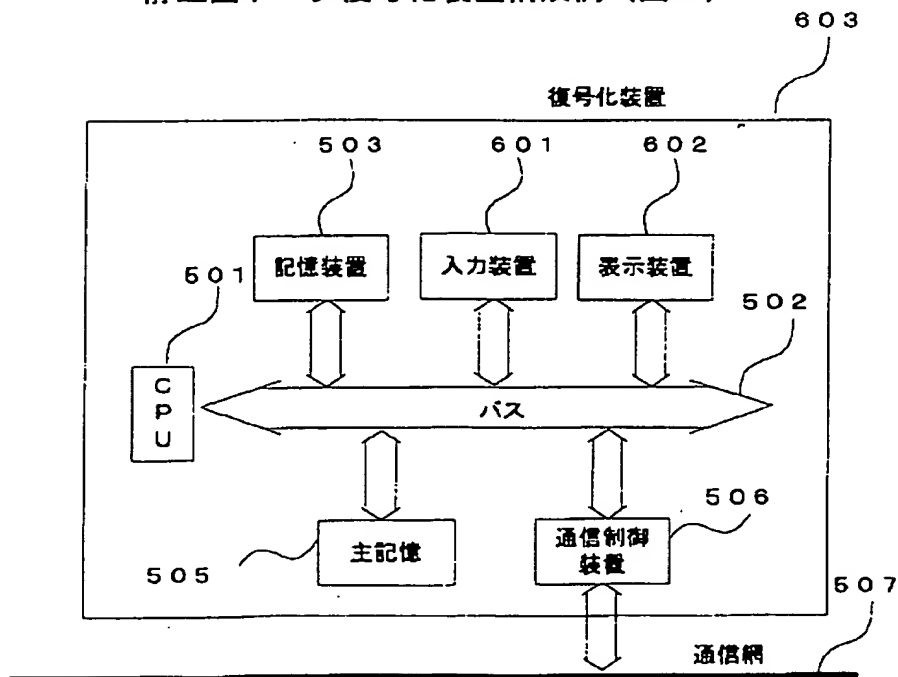 603
復号化装置
503
601
602
記憶装置
入力装置
表示装置
501
502
CPU
バス
506
主記憶
通信制御
装置
505
507
通信網